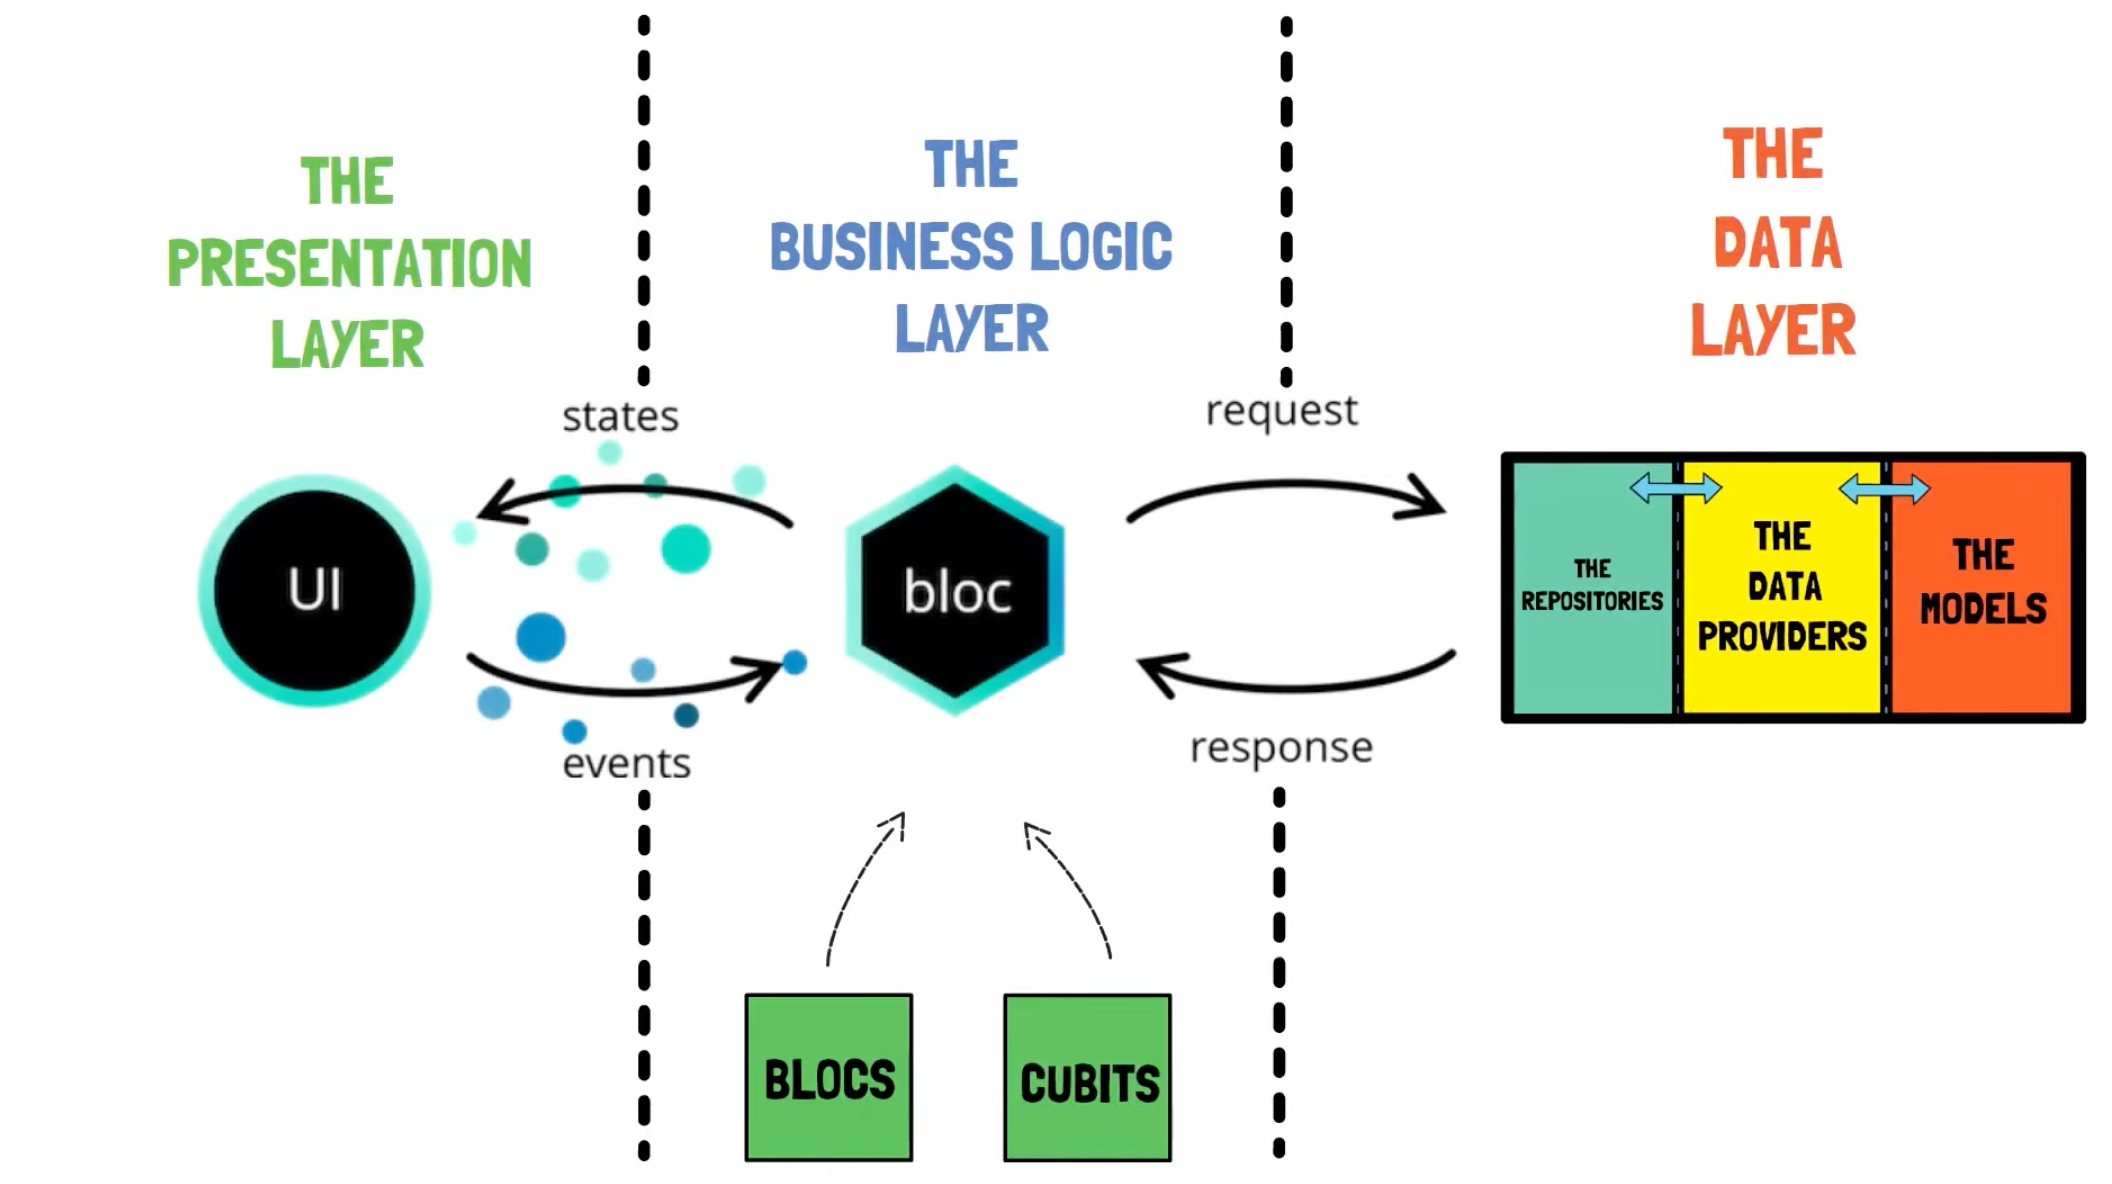 THE
PRESENTATION
LAYER
THE
BUSINESS LOGIC
LAYER
THE
DATA
LAYER
states
request
UI
bloc
THE
REPOSITORIES
THE
DATA
PROVIDERS
THE
MODELS
events
response
BLOCS
CUBITS